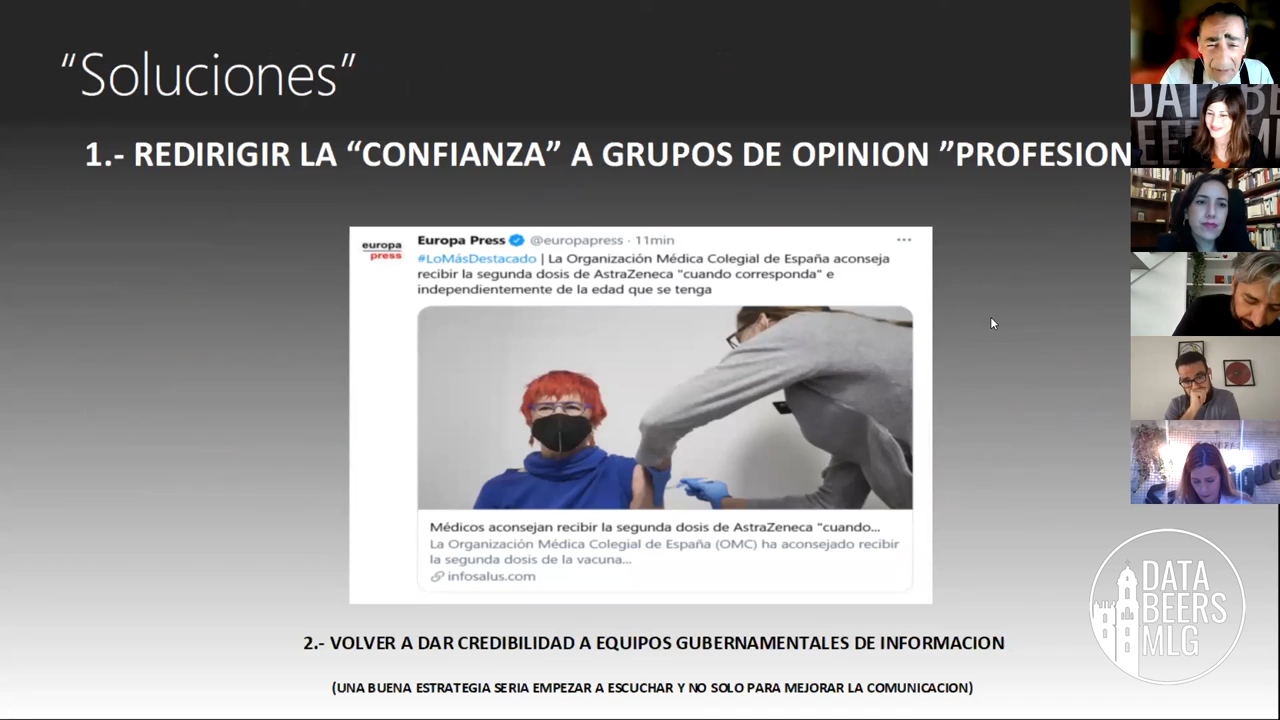 “Soluciones”
1.- REDIRIGIR LA “CONFIANZA” A GRUPOS DE OPINION ”PROFESION
europa
press
Europa Press @europapress · 11min
#LoMásDestacado | La Organización Médica Colegial de España aconseja
recibir la segunda dosis de AstraZeneca "cuando corresponda" e
independientemente de la edad que se tenga
Médicos aconsejan recibir la segunda dosis de AstraZeneca "cuando...
La Organización Médica Colegial de España (OMC) ha aconsejado recibir
la segunda dosis de la vacuna...
infosalus.com
2.- VOLVER A DAR CREDIBILIDAD A EQUIPOS GUBERNAMENTALES DE INFORMACION
(UNA BUENA ESTRATEGIA SERIA EMPEZAR A ESCUCHAR Y NO SOLO PARA MEJORAR LA COMUNICACION)
DATA
BEERS
MLG